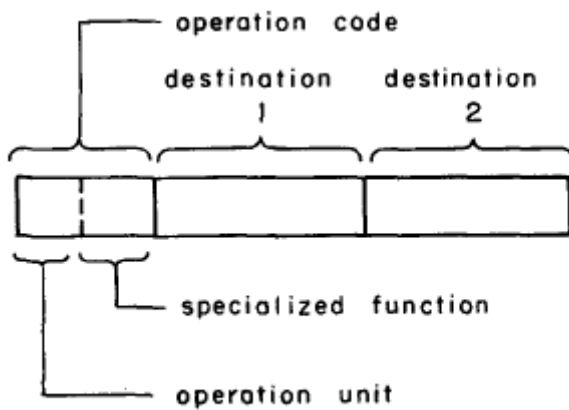 operation code
destination
1
destination
2
specialized function
operation unit